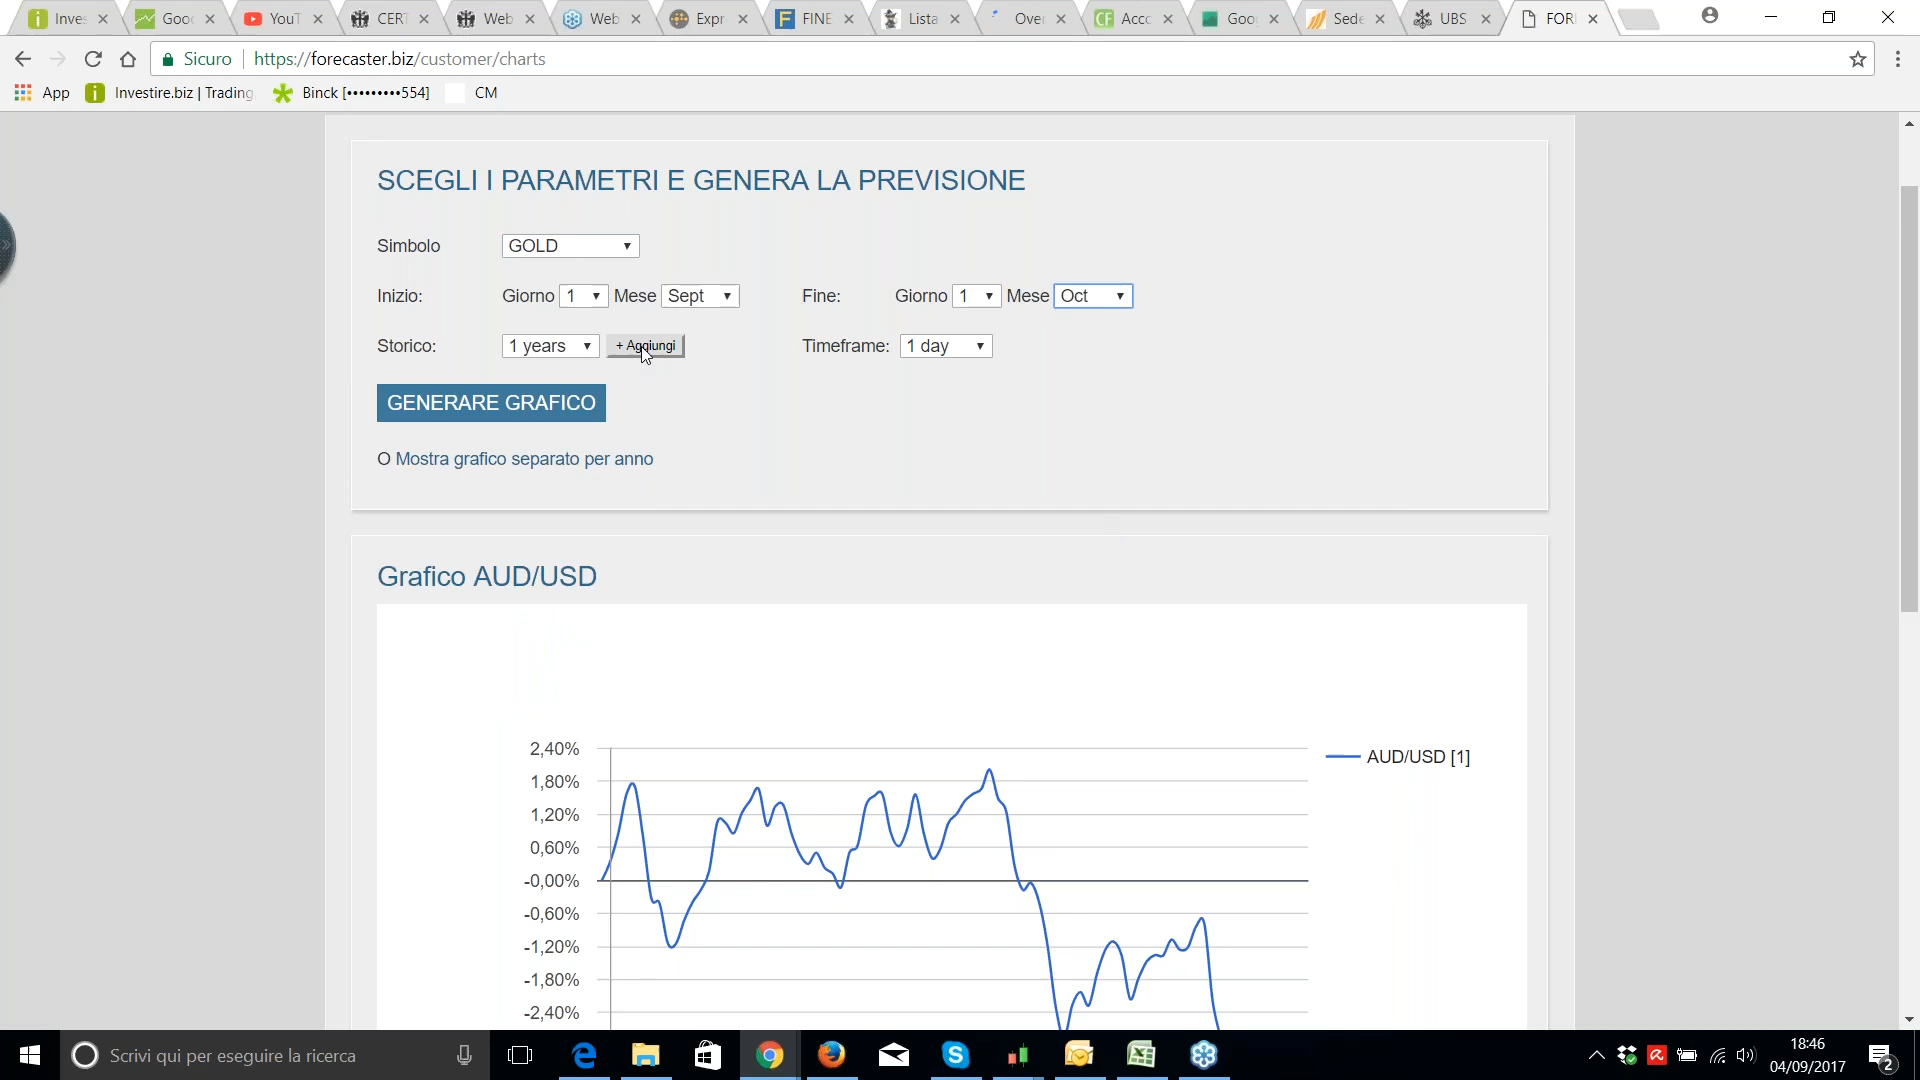 Inves
Goo
YouT
CERT
Web
Web
Expr
FINE
Lista
Over
Acco
Goo
Sede
UBS
FOR
Sicuro
https://forecaster.biz/customer/charts
App
Investire.biz | Trading
Binck [•••••••••554]
CM
SCEGLI I PARAMETRI E GENERA LA PREVISIONE
Simbolo GOLD
Inizio: Giorno 1 Mese Sept Fine: Giorno 1 Mese Oct
Storico: 1 years + Aggiungi Timeframe: 1 day
GENERARE GRAFICO
O Mostra grafico separato per anno
Grafico AUD/USD
2,40%
AUD/USD [1]
1,80%
1,20%
0,60%
-0,00%
-0,60%
-1,20%
-1,80%
-2,40%
Scrivi qui per eseguire la ricerca
18:46
04/09/2017
2